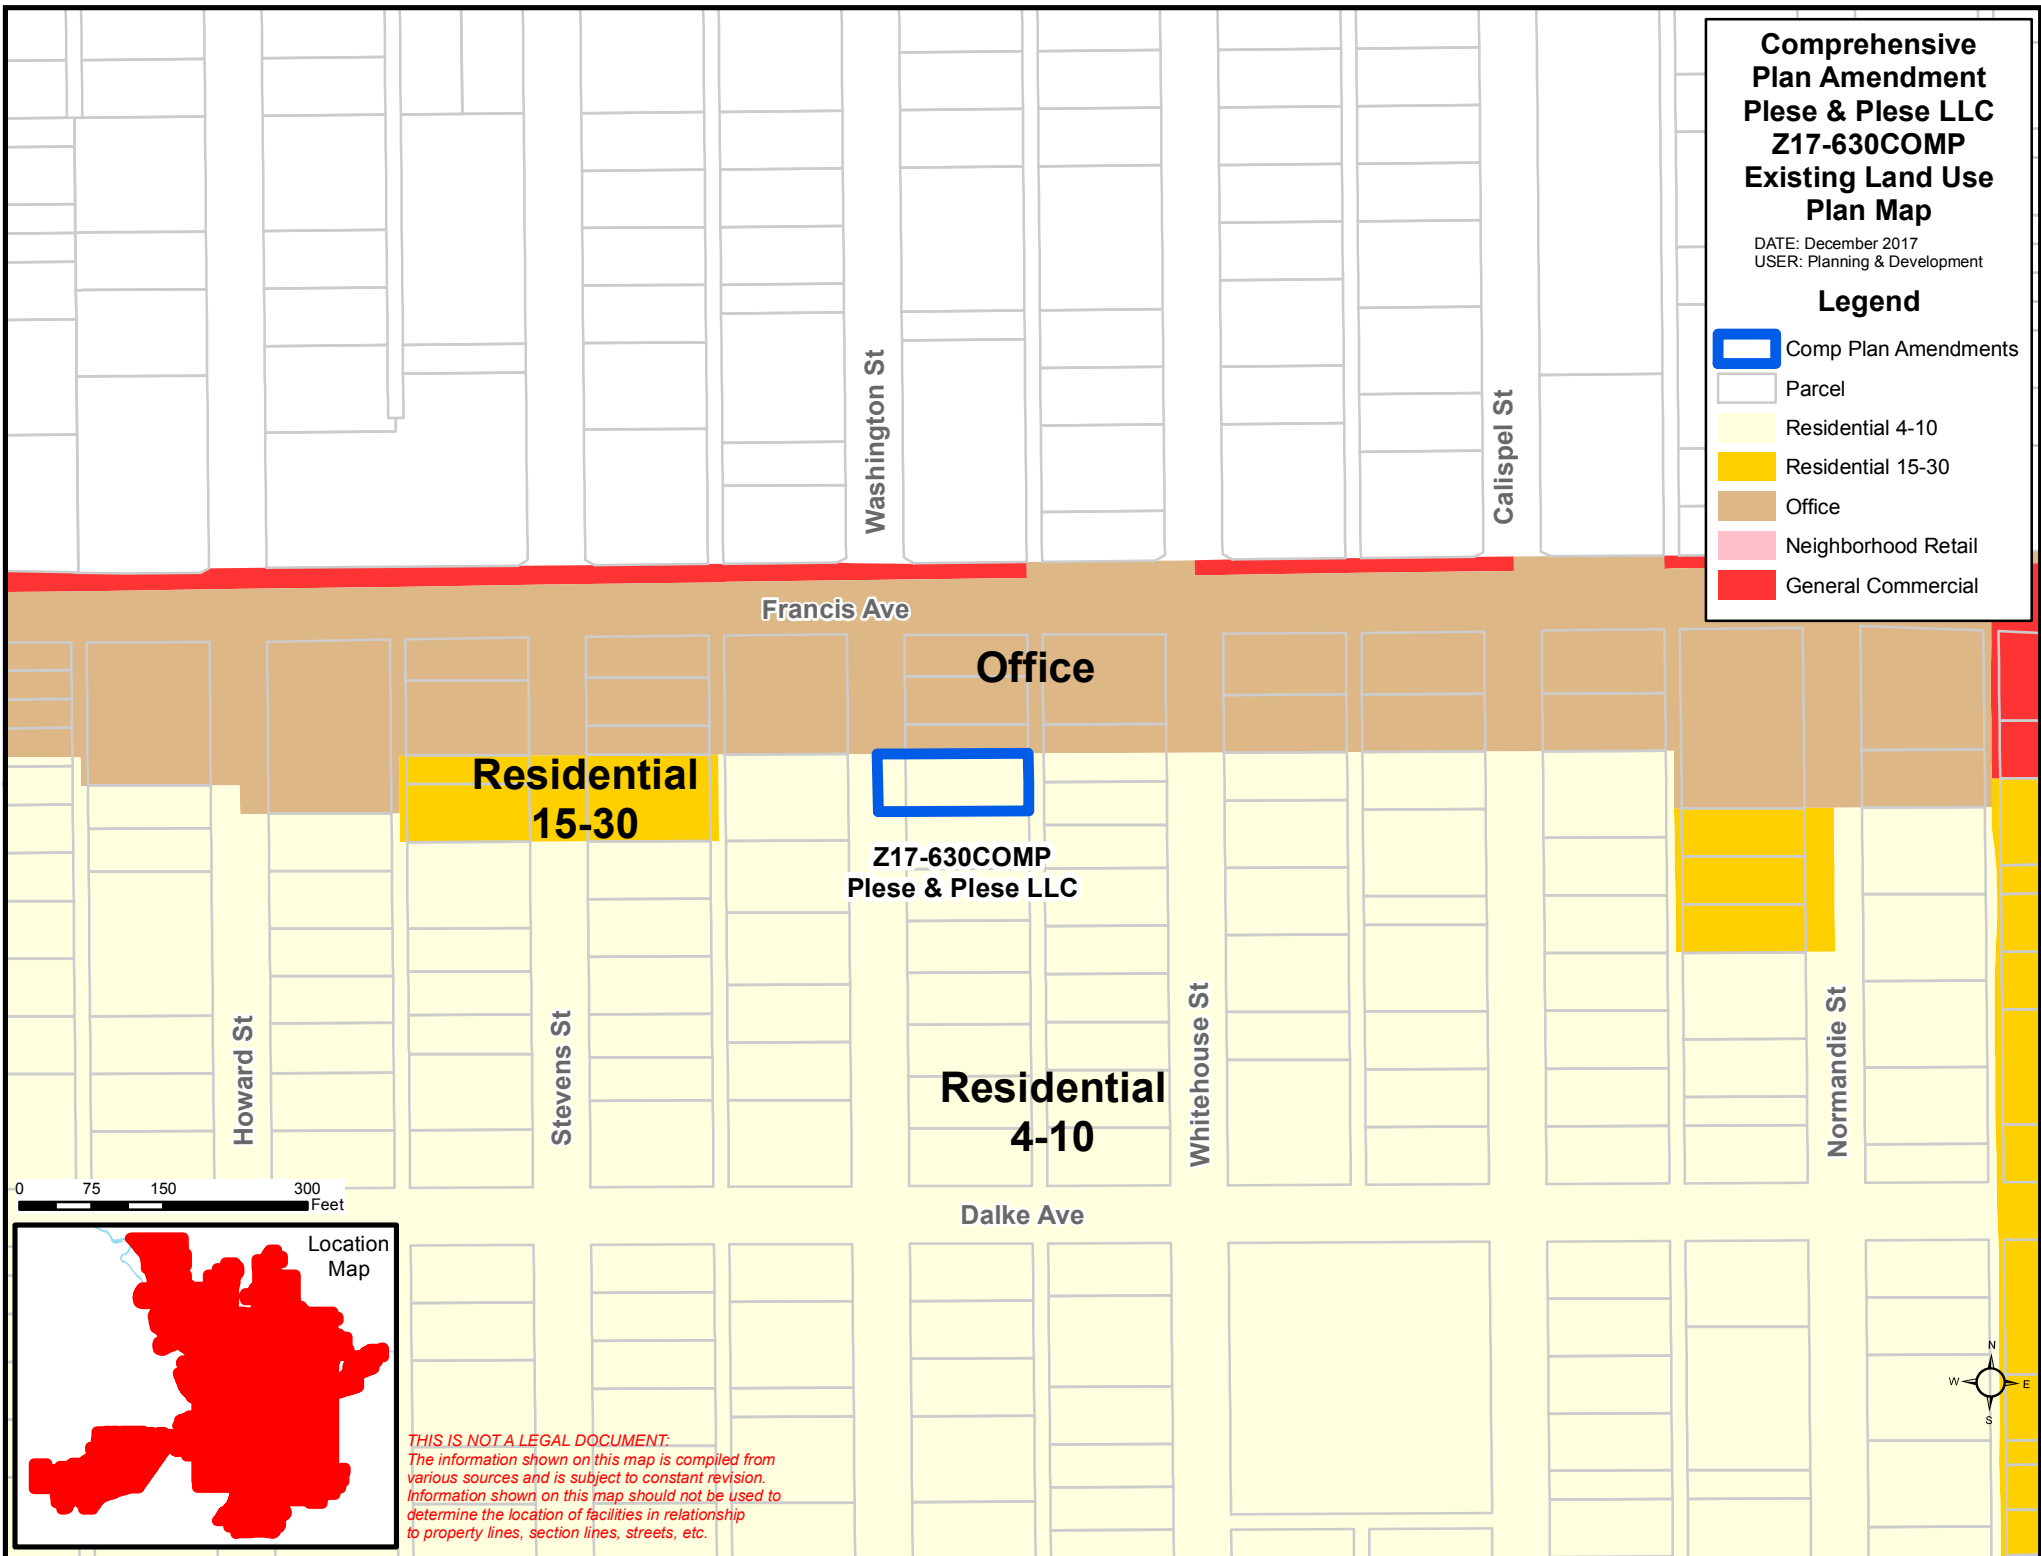 Comprehensive
Plan Amendment
Plese & Plese LLC
Z17-630COMP
Existing Land Use
Plan Map
DATE: December 2017
USER: Planning & Development
Legend
Comp Plan Amendments
Parcel
Residential 4-10
Residential 15-30
Office
Neighborhood Retail
General Commercial
Washington St
Calispel St
Francis Ave
Office
Residential
15-30
Z17-630COMP
Plese & Plese LLC
Howard St
Stevens St
Whitehouse St
Normandie St
Residential
4-10
Dalke Ave
0 75 150 300
Feet
Location
Map
N
W E
S
THIS IS NOT A LEGAL DOCUMENT:
The information shown on this map is compiled from
various sources and is subject to constant revision.
Information shown on this map should not be used to
determine the location of facilities in relationship
to property lines, section lines, streets, etc.